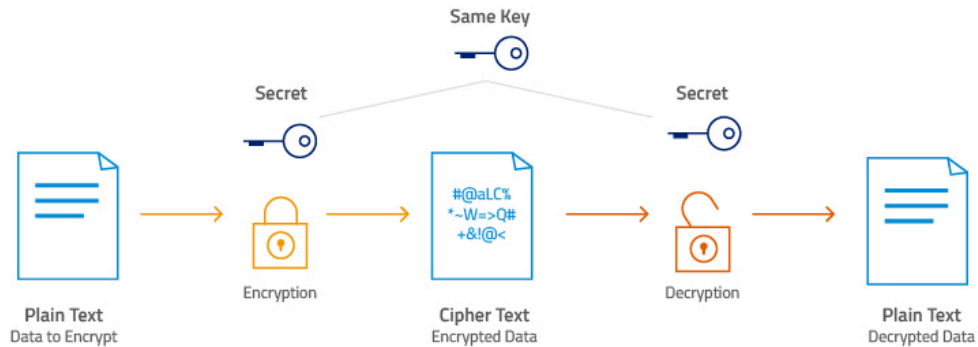 Same Key
Secret
Secret
#@aLC%
*~W=>Q#
+&!@<
Encryption
Decryption
Plain Text
Data to Encrypt
Cipher Text
Encrypted Data
Plain Text
Decrypted Data